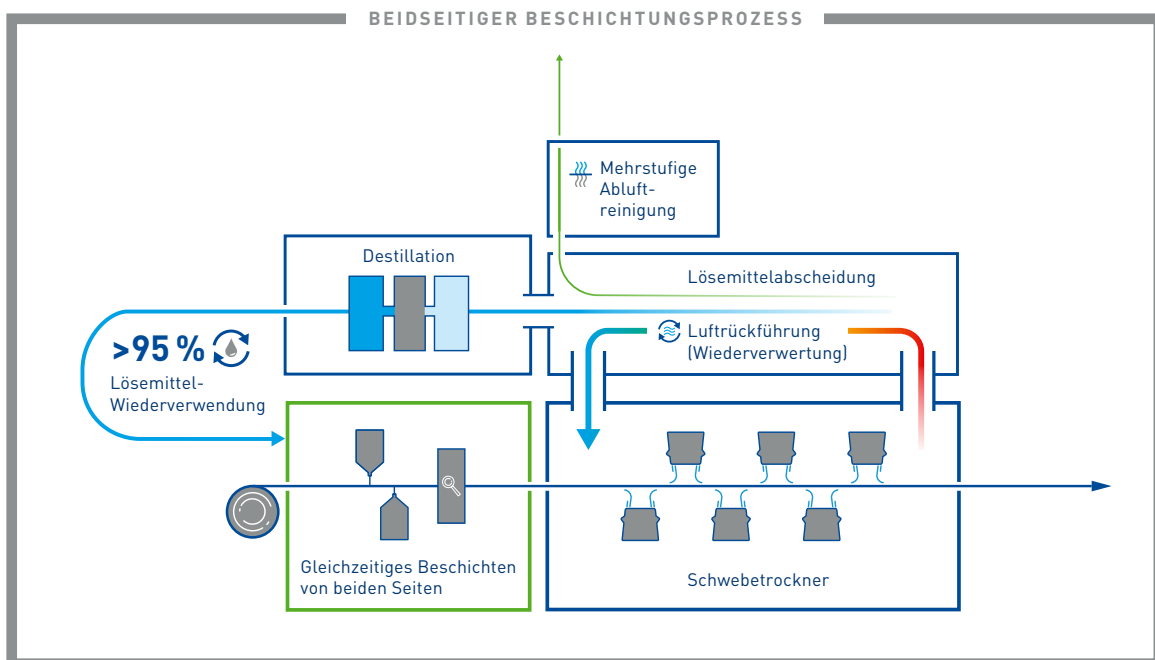 BEIDSEITIGER BESCHICHTUNGSPROZESS
Mehrstufige
Abluft-
reinigung
Destillation
Lösemittelabscheidung
>95 %
Lösemittel-
Wiederverwendung
Luftrückführung
(Wiederverwertung)
Gleichzeitiges Beschichten
von beiden Seiten
Schwebetrockner